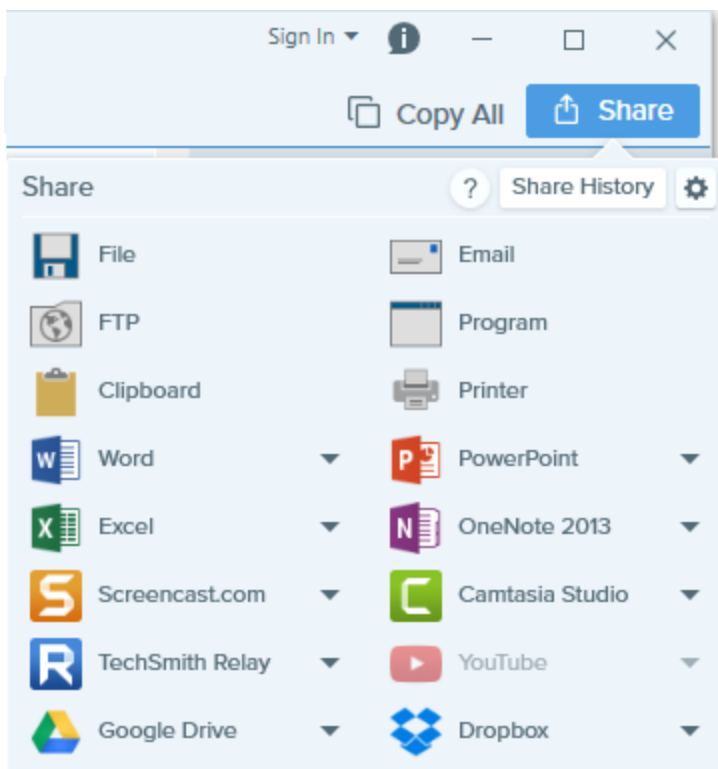 Sign In
Copy All Share
Share ? Share History
File Email
FTP Program
Clipboard Printer
Word PowerPoint
Excel OneNote 2013
Screencast.com Camtasia Studio
TechSmith Relay YouTube
Google Drive Dropbox